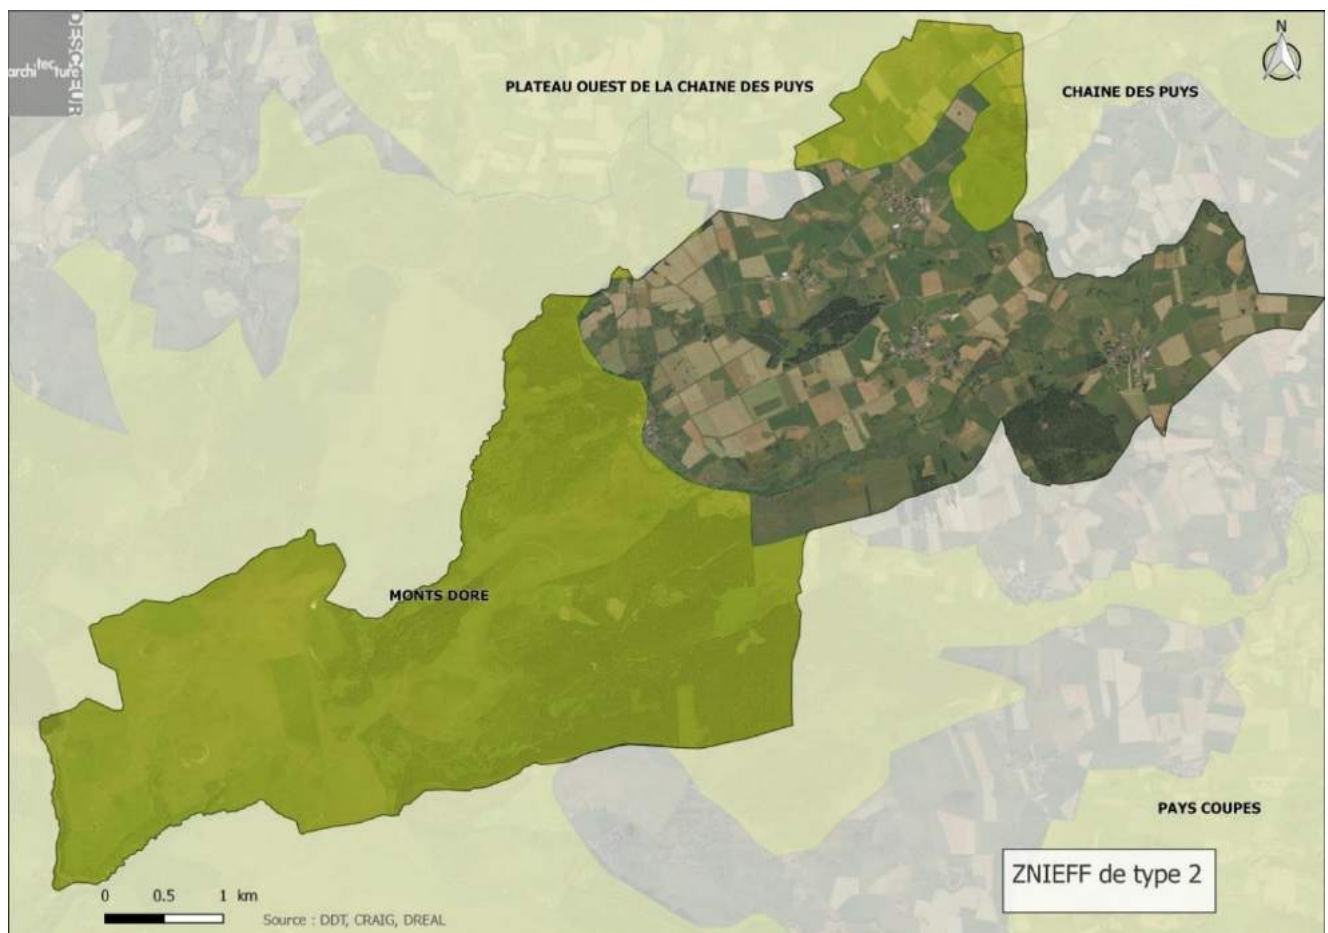 DESCOEUR
architecture
N
PLATEAU OUEST DE LA CHAINE DES PUYS
CHAINE DES PUYS
MONTS DORE
PAYS COUPES
ZNIEFF de type 2
0 0.5 1 km
Source : DDT, CRAIG, DREAL